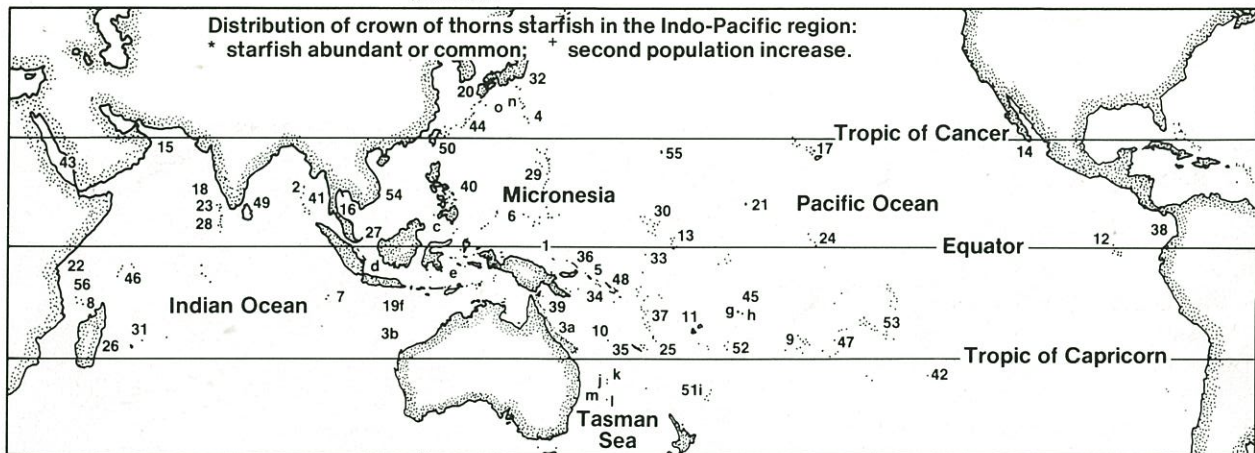 Distribution of crown of thorns starfish in the Indo-Pacific region:
* starfish abundant or common; + second population increase.
20
32
o
n
4
44
Tropic of Cancer
43
15
50
55
17
14
29
18
2
41
54
40
Micronesia
23
49
16
6
30
21
Pacific Ocean
28
27
c
13
24
12
38
1
Equator
22
46
d
e
36
33
56
5
48
8
Indian Ocean
7
19f
34
45
39
37
11
g
h
31
3b
3a
10
9
53
26
35
25
52
47
Tropic of Capricorn
j
k
42
m
l
51i
Tasman
Sea